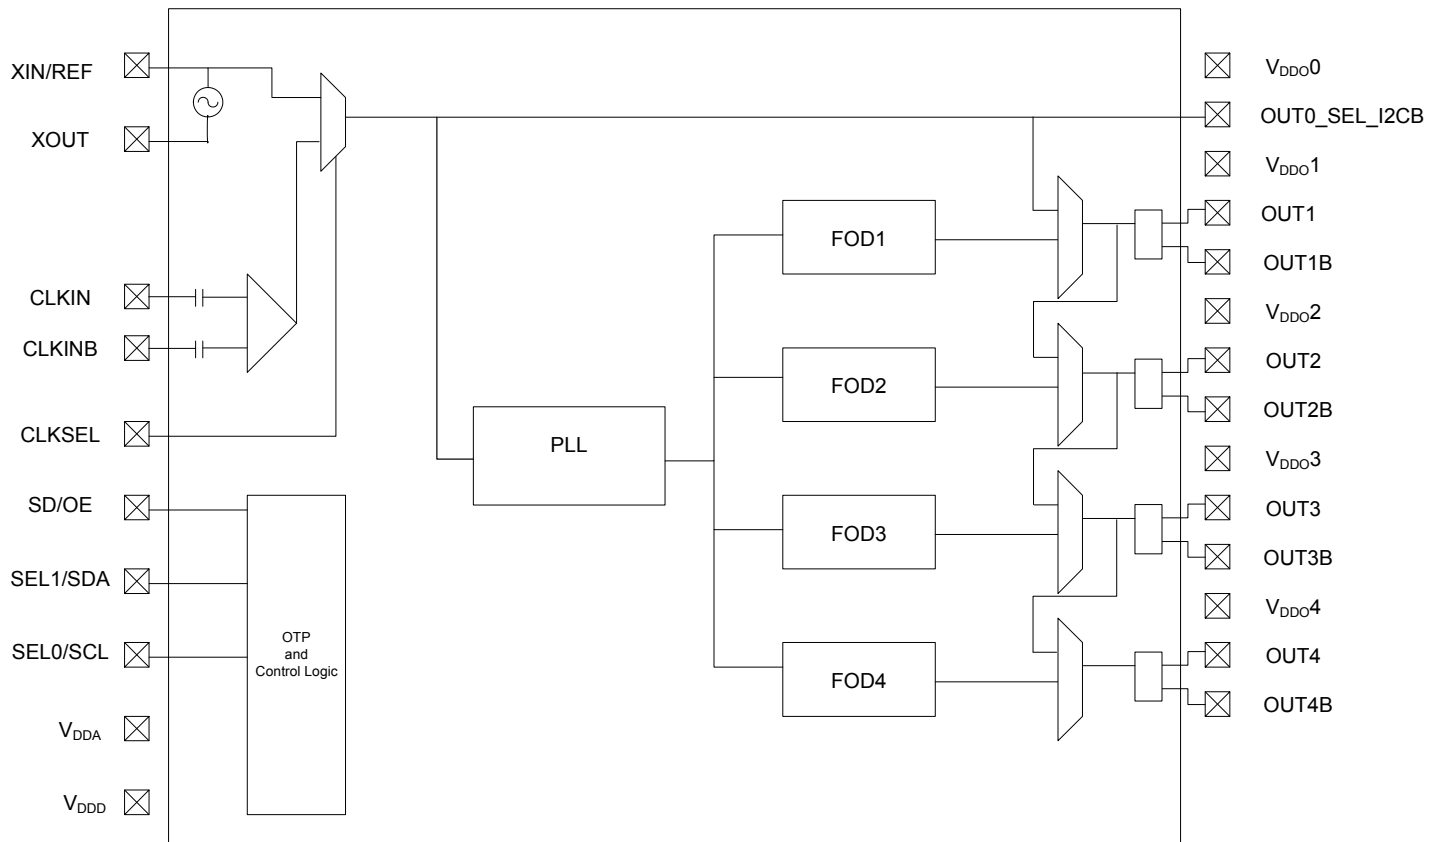 XIN/REF
XOUT
CLKIN
CLKINB
CLKSEL
SD/OE
SEL1/SDA
SEL0/SCL
VDDA
VDDD
OTP
and
Control Logic
PLL
FOD1
FOD2
FOD3
FOD4
VDDO0
OUT0_SEL_I2CB
VDDO1
OUT1
OUT1B
VDDO2
OUT2
OUT2B
VDDO3
OUT3
OUT3B
VDDO4
OUT4
OUT4B